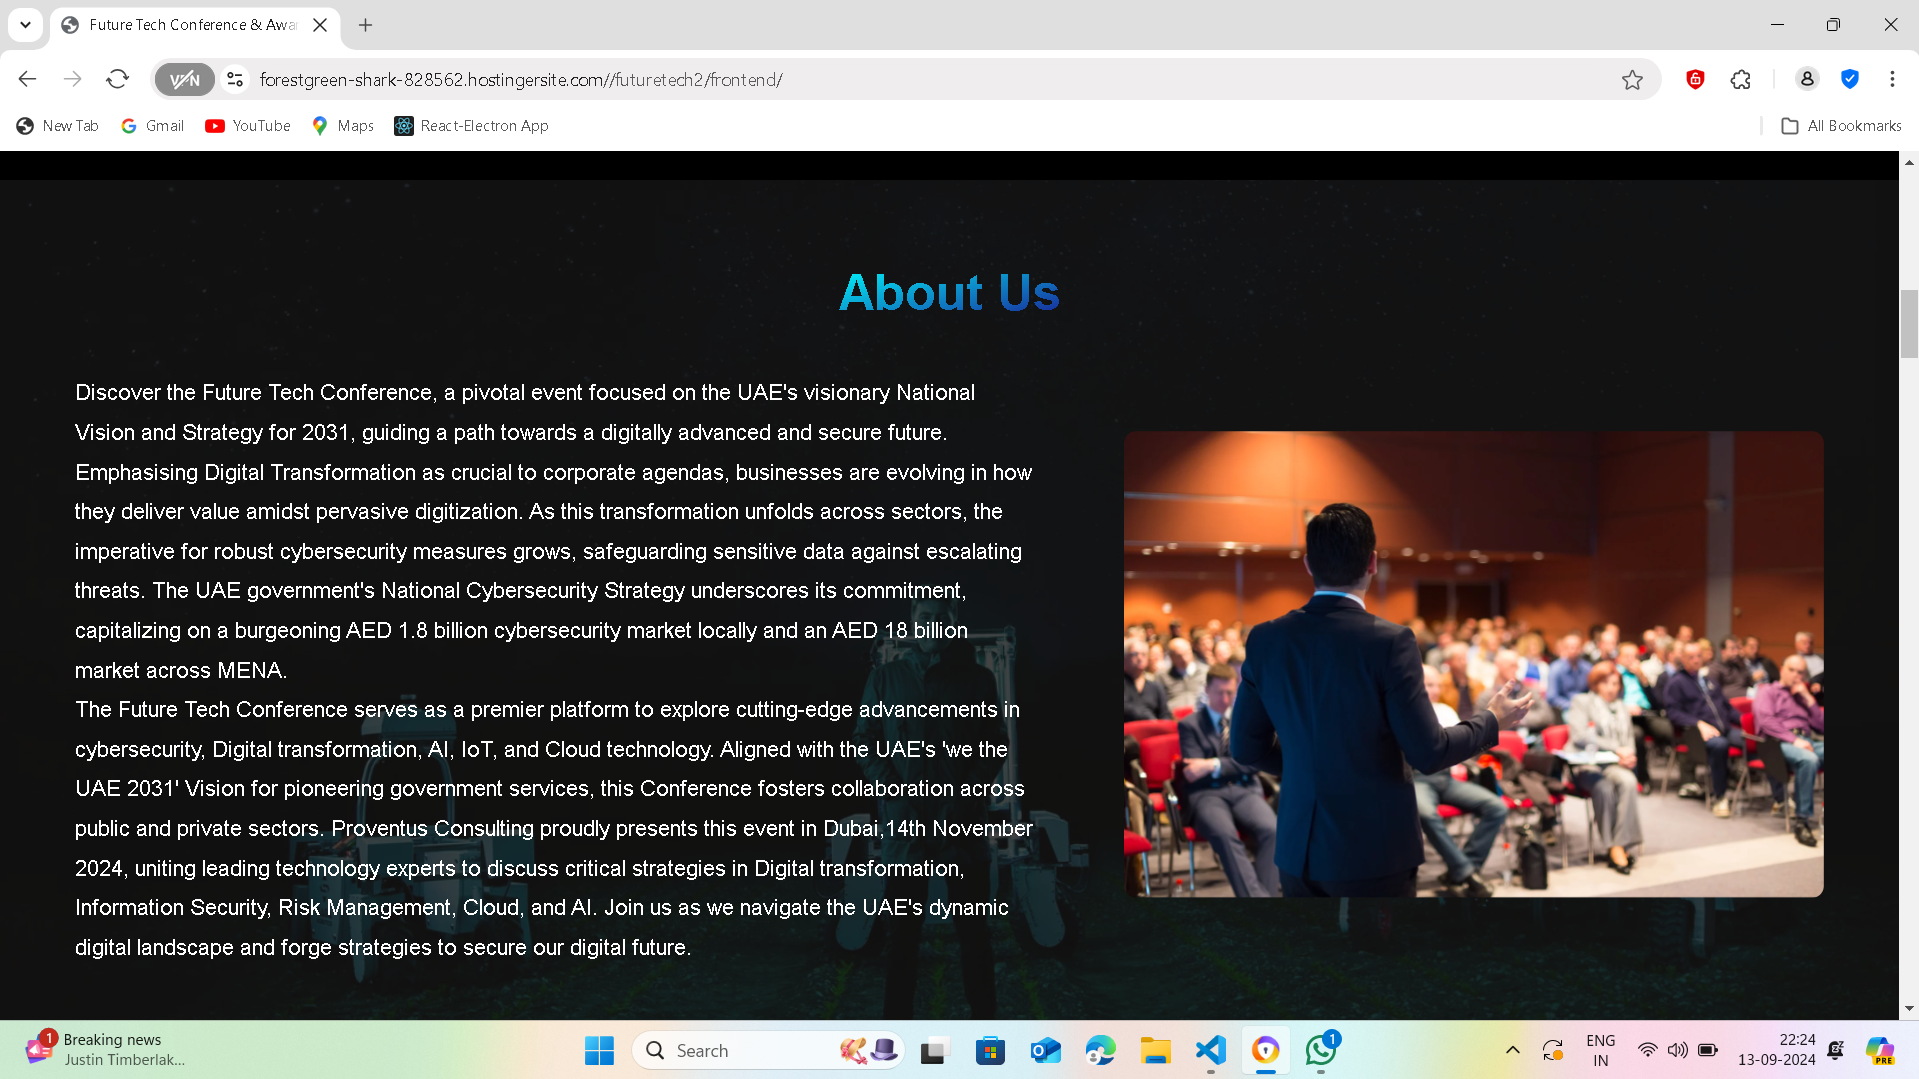 Future Tech Conference & Awa
VPN
forestgreen-shark-828562.hostingersite.com//futuretech2/frontend/
New Tab
Gmail
YouTube
Maps
React-Electron App
All Bookmarks
About Us
Discover the Future Tech Conference, a pivotal event focused on the UAE's visionary National
Vision and Strategy for 2031, guiding a path towards a digitally advanced and secure future.
Emphasising Digital Transformation as crucial to corporate agendas, businesses are evolving in how
they deliver value amidst pervasive digitization. As this transformation unfolds across sectors, the
imperative for robust cybersecurity measures grows, safeguarding sensitive data against escalating
threats. The UAE government's National Cybersecurity Strategy underscores its commitment,
capitalizing on a burgeoning AED 1.8 billion cybersecurity market locally and an AED 18 billion
market across MENA.
The Future Tech Conference serves as a premier platform to explore cutting-edge advancements in
cybersecurity, Digital transformation, AI, IoT, and Cloud technology. Aligned with the UAE's 'we the
UAE 2031' Vision for pioneering government services, this Conference fosters collaboration across
public and private sectors. Proventus Consulting proudly presents this event in Dubai,14th November
2024, uniting leading technology experts to discuss critical strategies in Digital transformation,
Information Security, Risk Management, Cloud, and AI. Join us as we navigate the UAE's dynamic
digital landscape and forge strategies to secure our digital future.
1
Breaking news
Justin Timberlak...
Search
1
ENG
IN
22:24
13-09-2024
PRE